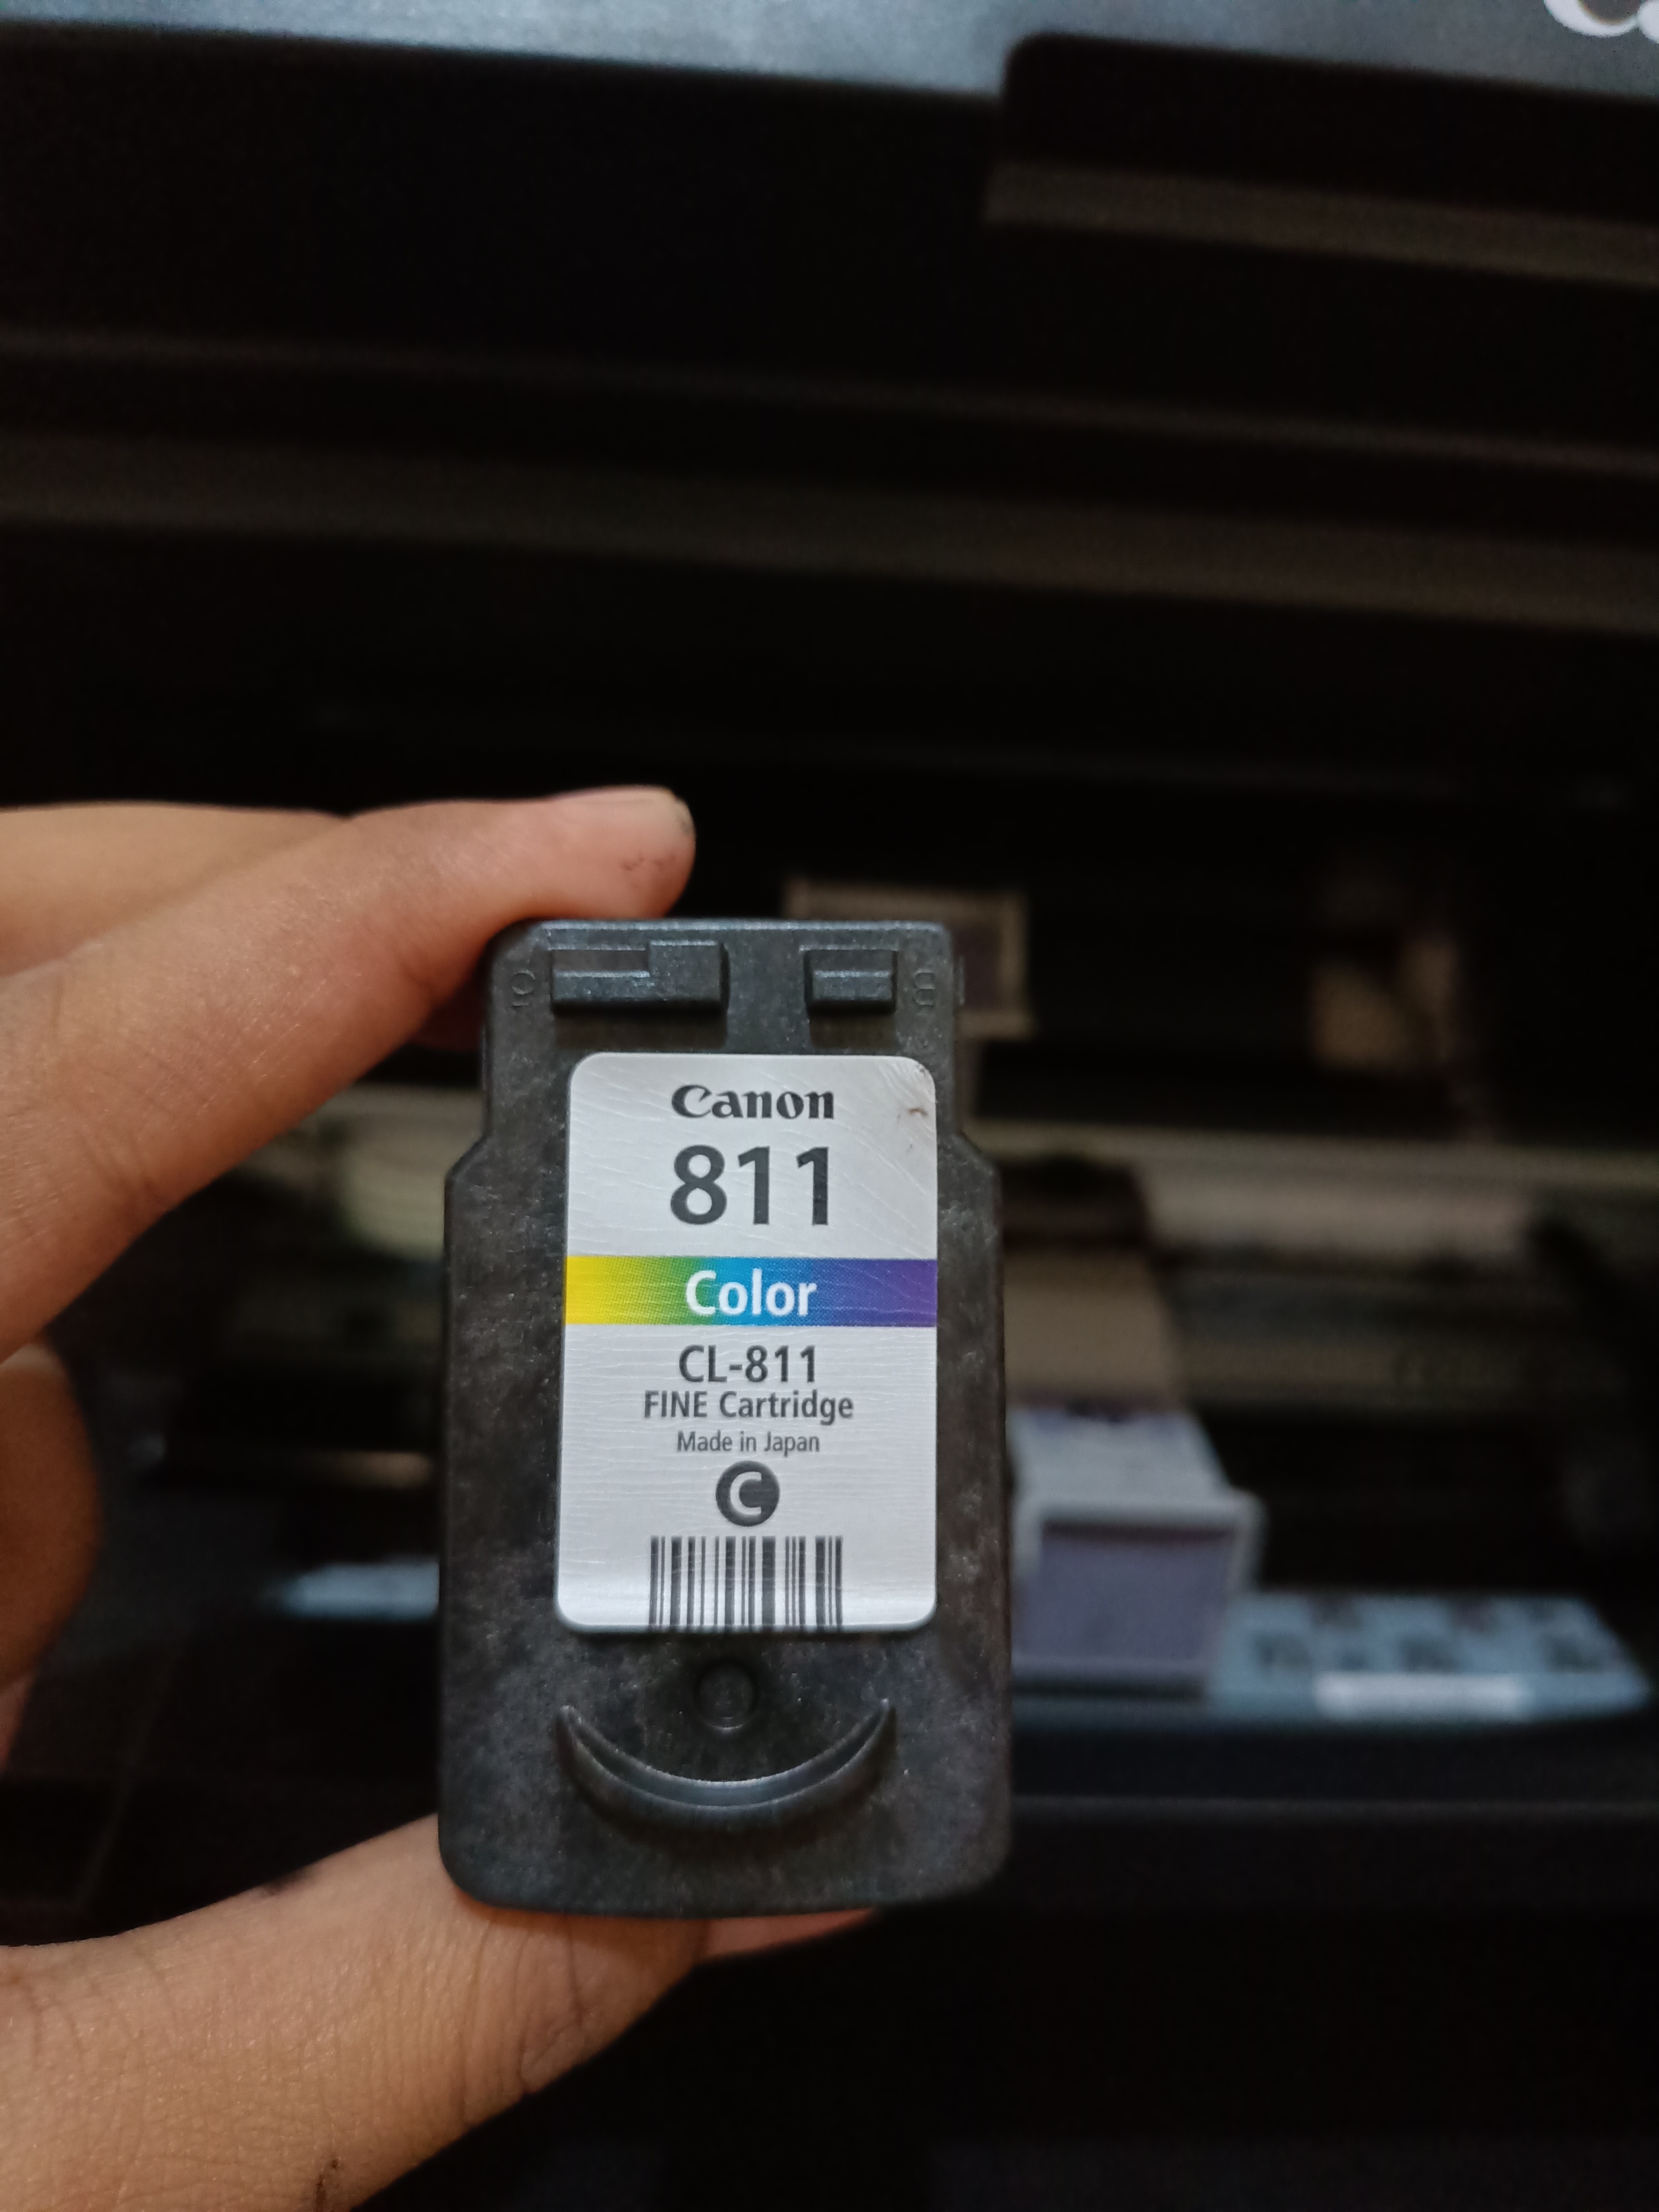 Canon
811
Color
CL-811
FINE Cartridge
Made in Japan
C